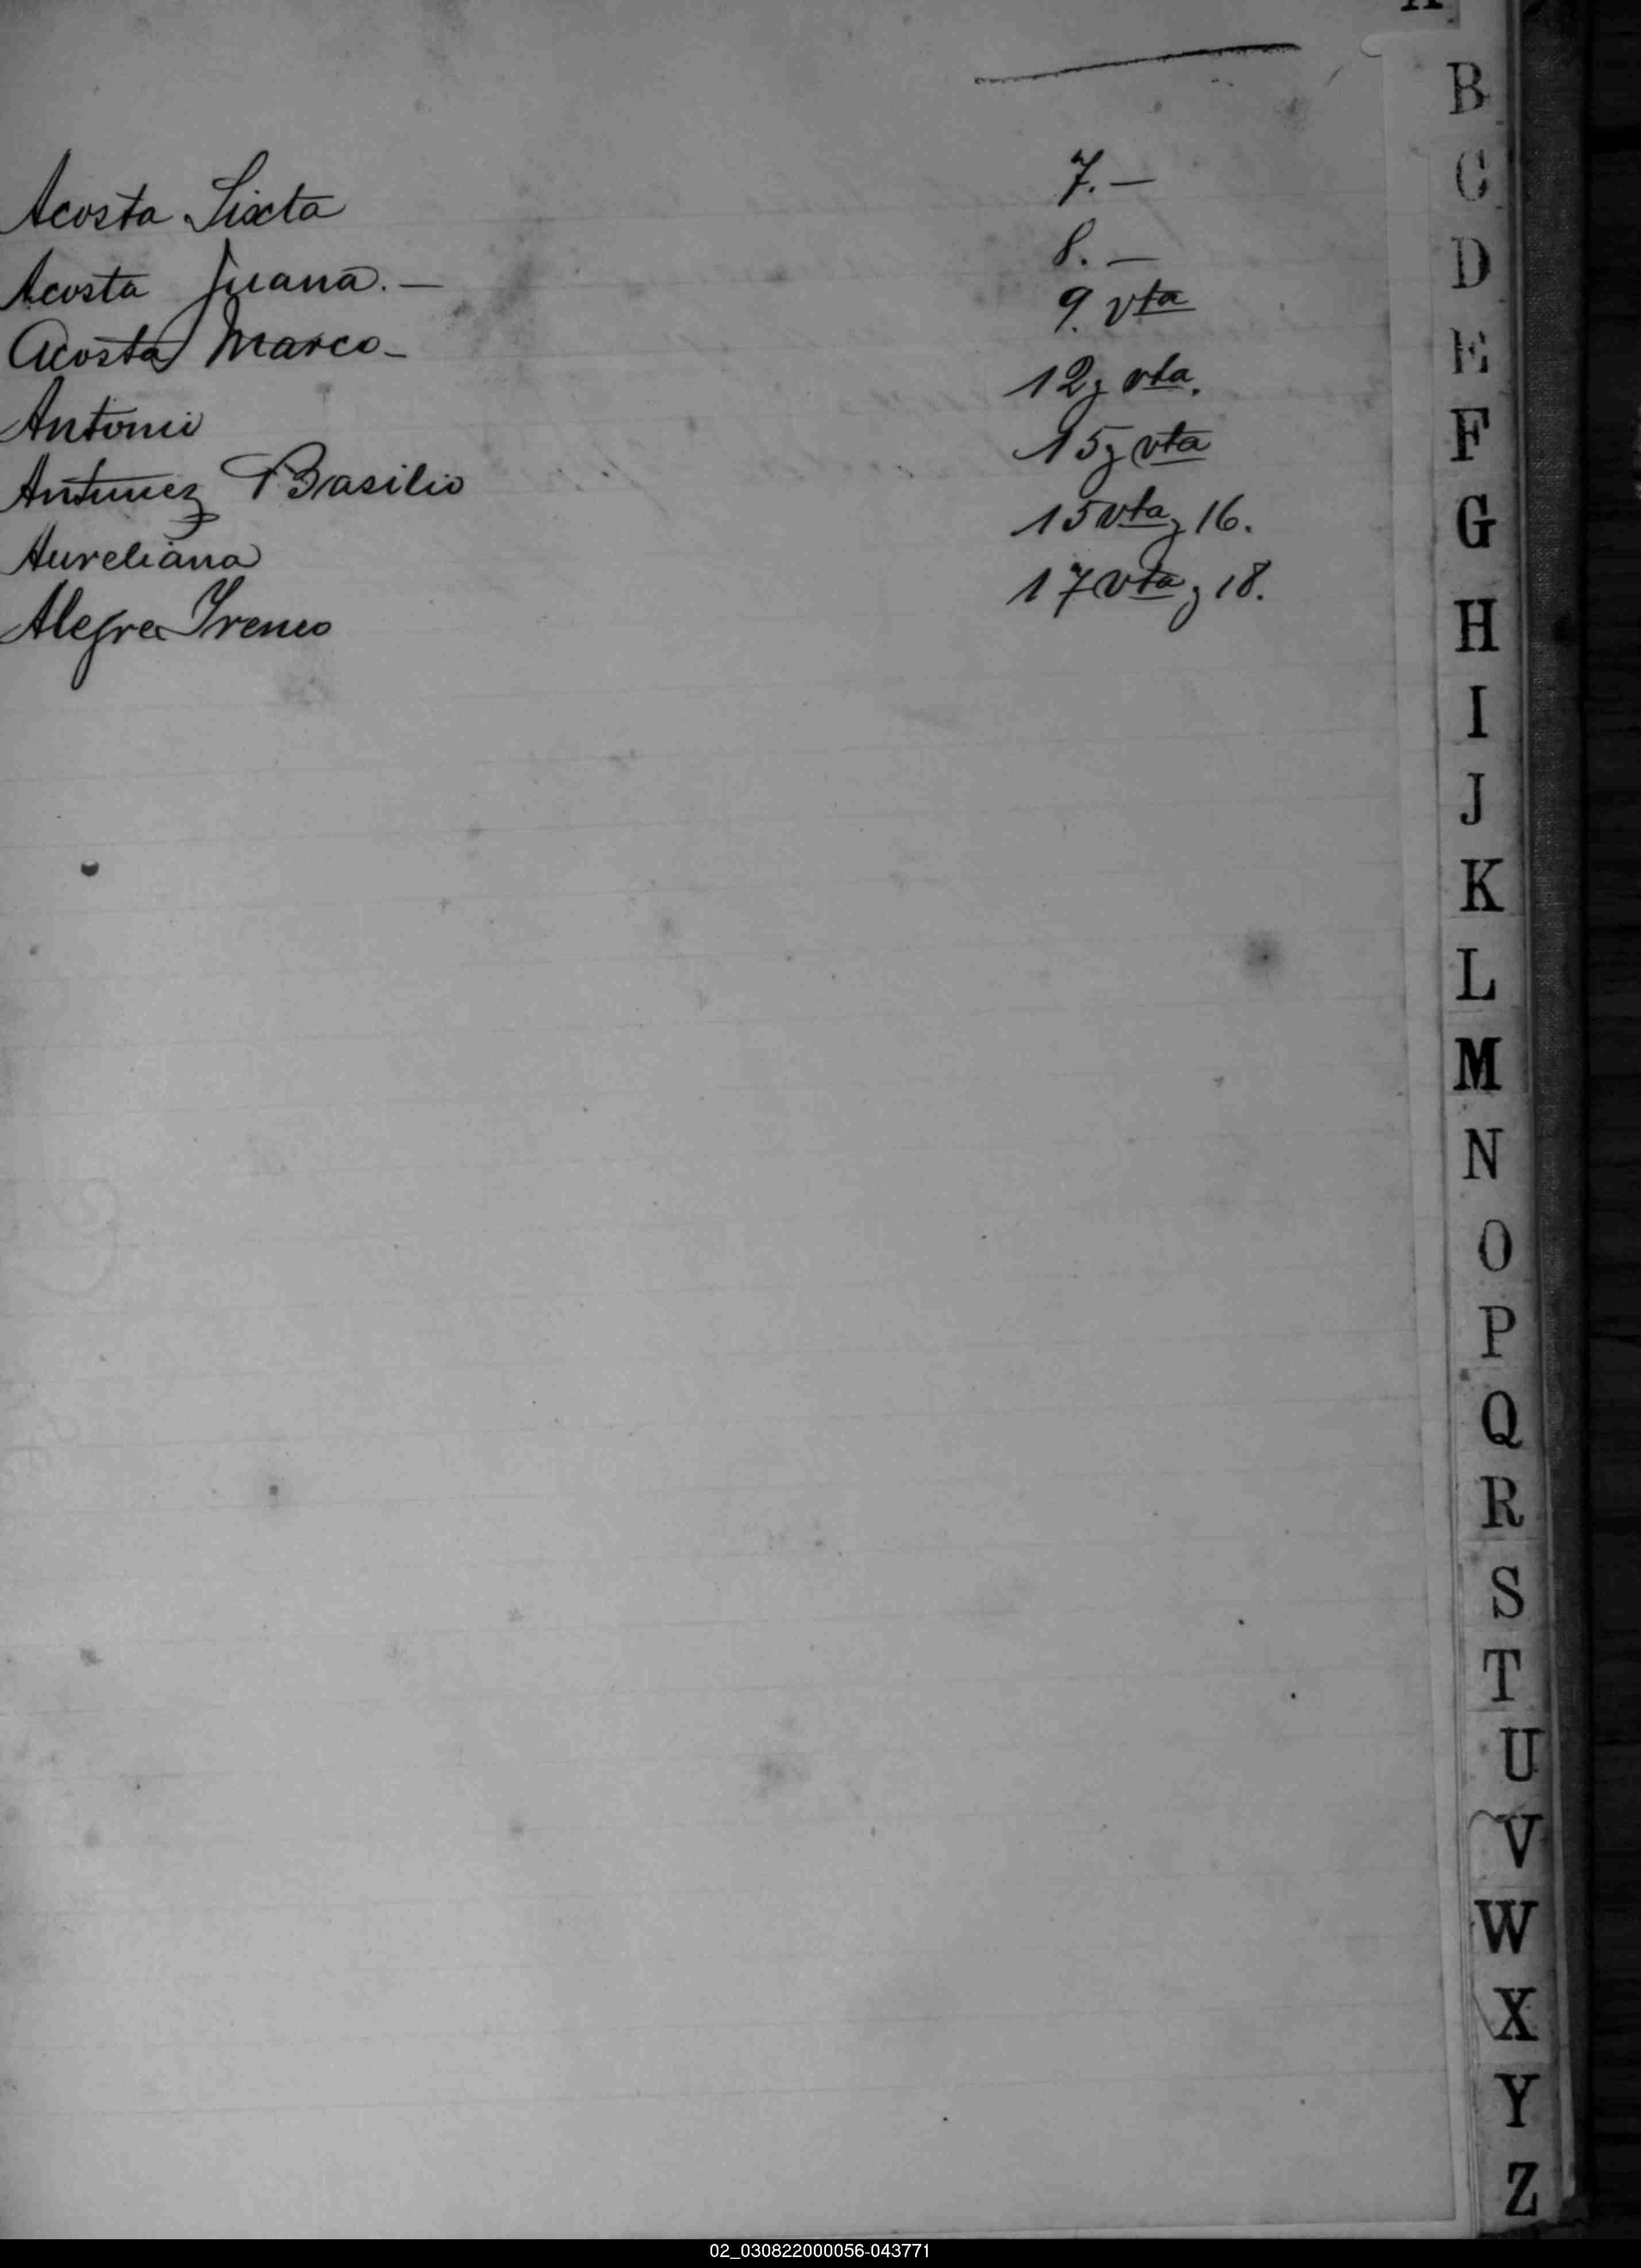 Acosta Sixta 7. —
Acosta Juana. — 8. —
Acosta Marco - 9. vta
Antonio 12 y vta.
Antunez Basilio 15 y vta
Aureliana 15 vta y 16.
Alegre Ireneo 17 vta y 18.
B
C
D
E
F
G
H
I
J
K
L
M
N
O
P
Q
R
S
T
U
V
W
X
Y
Z
02_030822000056-043771